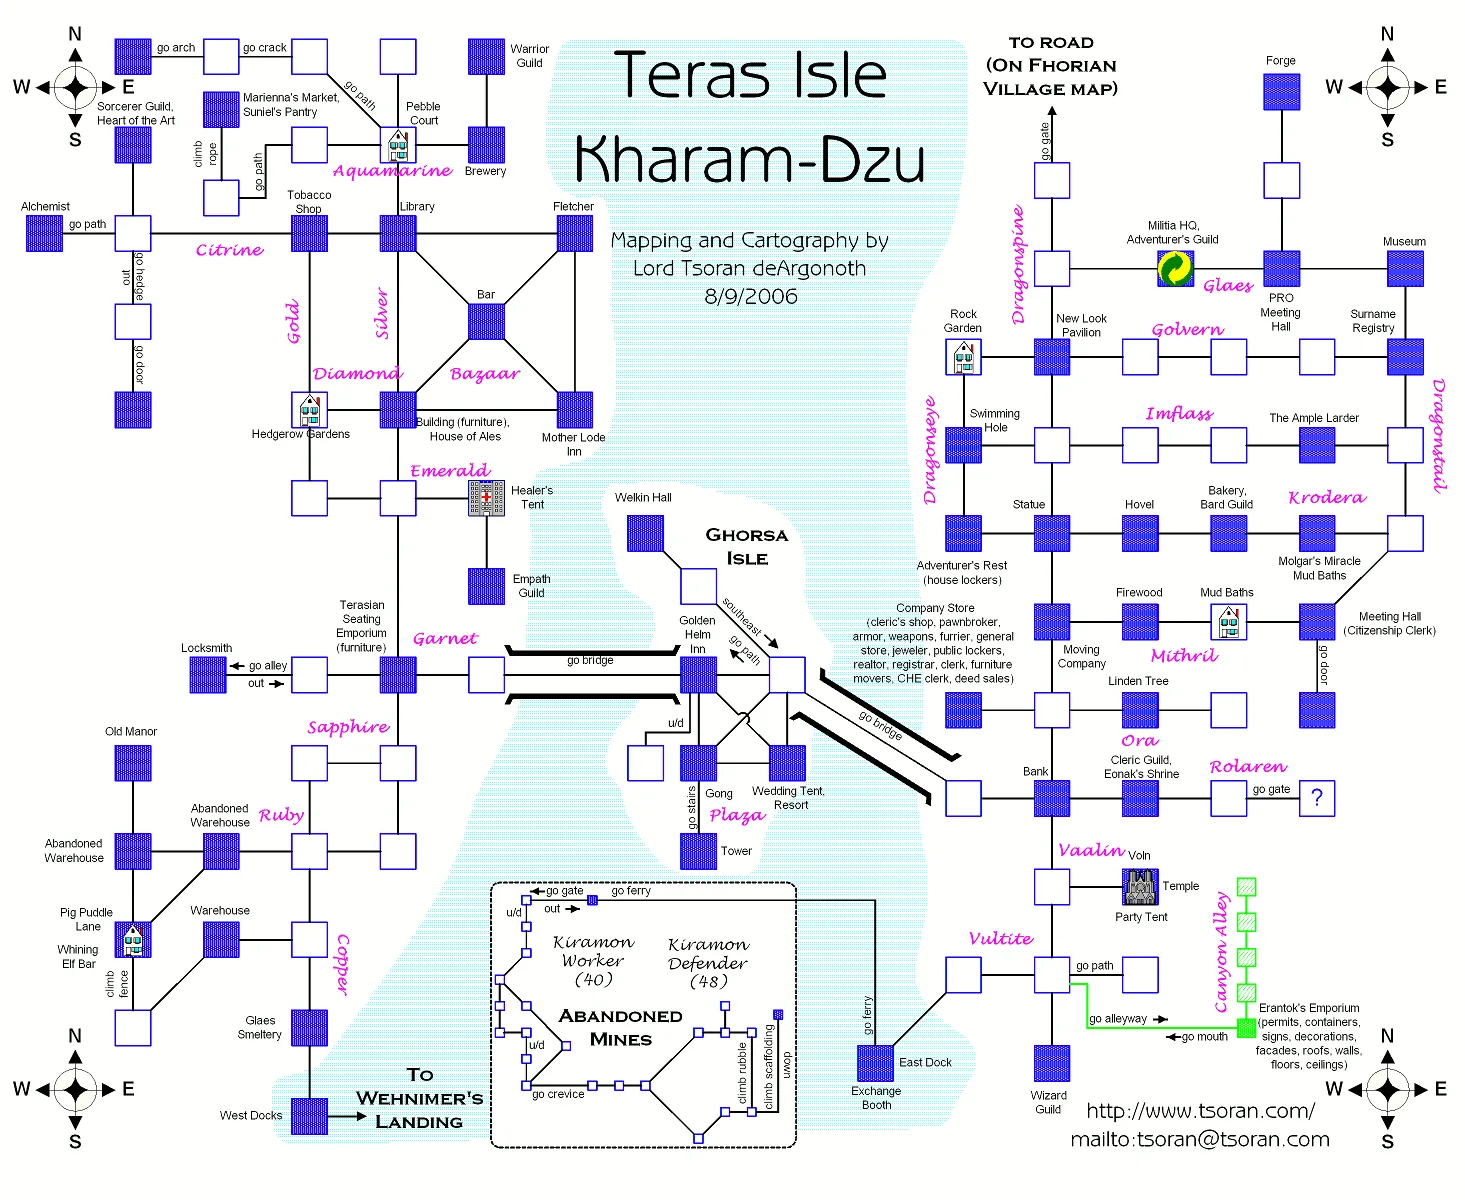 Teras Isle
Kharam-Dzu
Mapping and Cartography by
Lord Tsoran deArgonoth
8/9/2006
N
W
E
S
go arch
go crack
go path
Warrior
Guild
Sorcerer Guild,
Heart of the Art
Marienna's Market,
Suniel's Pantry
Pebble
Court
climb
rope
go path
Aquamarine
Brewery
Alchemist
go path
Tobacco
Shop
Library
Fletcher
Citrine
go hedge
out
Gold
Silver
Bar
go door
Diamond
Bazaar
Hedgerow Gardens
Building (furniture),
House of Ales
Mother Lode
Inn
Emerald
Healer's
Tent
Empath
Guild
Terasian
Seating
Emporium
(furniture)
Garnet
Locksmith
go alley
out
go bridge
Sapphire
Old Manor
Ruby
Abandoned
Warehouse
Abandoned
Warehouse
Pig Puddle
Lane
Whining
Elf Bar
Warehouse
climb
fence
Copper
Glaes
Smeltery
West Docks
To
Wehnimer's
Landing
N
W
E
S
Welkin Hall
Ghorsa
Isle
southeast
go path
Golden
Helm
Inn
u/d
Gong
go stairs
Plaza
Wedding Tent,
Resort
Tower
go bridge
go gate
out
go ferry
u/d
Kiramon
Worker
(40)
Kiramon
Defender
(48)
Abandoned
Mines
u/d
go crevice
climb rubble
climb scaffolding
down
go ferry
To Road
(On Fhorian
Village map)
go gate
Forge
N
W
E
S
Dragonspine
Militia HQ,
Adventurer's Guild
Museum
Glaes
PRO
Meeting
Hall
Rock
Garden
New Look
Pavilion
Golvern
Surname
Registry
Dragonseye
Swimming
Hole
Imflass
The Ample Larder
Dragonstail
Statue
Hovel
Bakery,
Bard Guild
Krodera
Adventurer's Rest
(house lockers)
Molgar's Miracle
Mud Baths
Company Store
(cleric's shop, pawnbroker,
armor, weapons, furrier, general
store, jeweler, public lockers,
realtor, registrar, clerk, furniture
movers, CHE clerk, deed sales)
Firewood
Mud Baths
Meeting Hall
(Citizenship Clerk)
Moving
Company
Mithril
go door
Linden Tree
Ora
Bank
Cleric Guild,
Eonak's Shrine
Rolaren
go gate
?
Vaalin
Voln
Temple
Party Tent
Vultite
go path
Canyon Alley
go alleyway
go mouth
Erantok's Emporium
(permits, containers,
signs, decorations,
facades, roofs, walls,
floors, ceilings)
East Dock
Exchange
Booth
Wizard
Guild
N
W
E
S
http://www.tsoran.com/
mailto:tsoran@tsoran.com